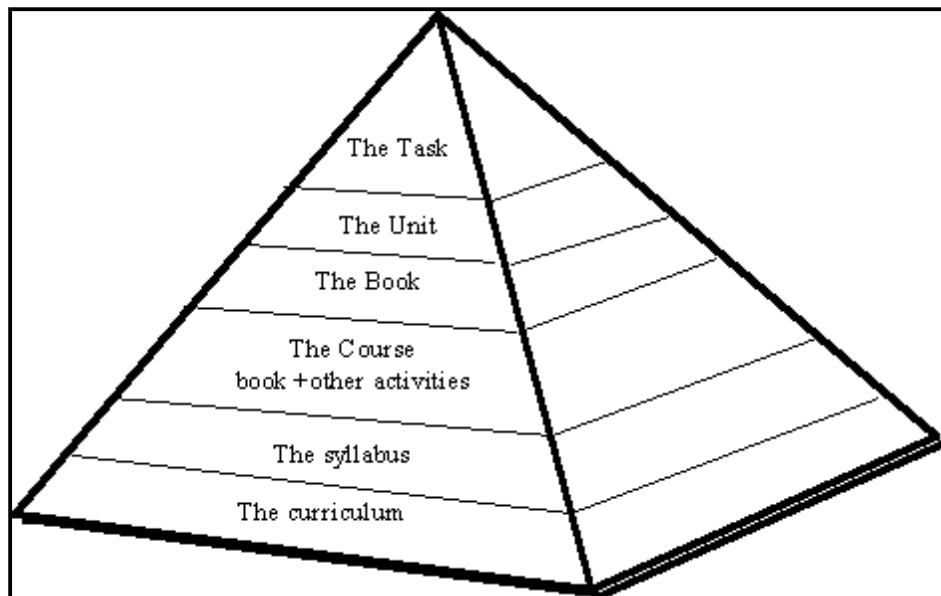 The Task
The Unit
The Book
The Course
book +other activities
The syllabus
The curriculum